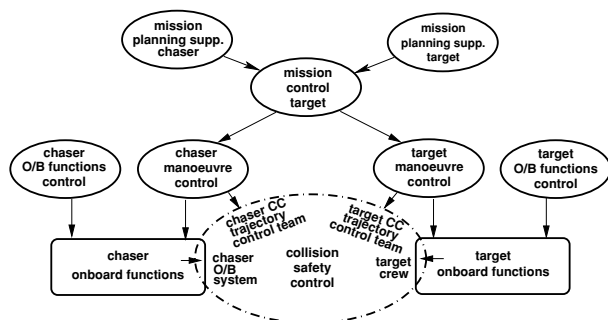 mission
planning supp.
chaser
mission
planning supp.
target
mission
control
target
chaser
O/B functions
control
chaser
manoeuvre
control
target
manoeuvre
control
target
O/B functions
control
chaser CC
trajectory
control team
target CC
trajectory
control team
chaser
onboard functions
chaser
O/B
system
collision
safety
control
target
crew
target
onboard functions